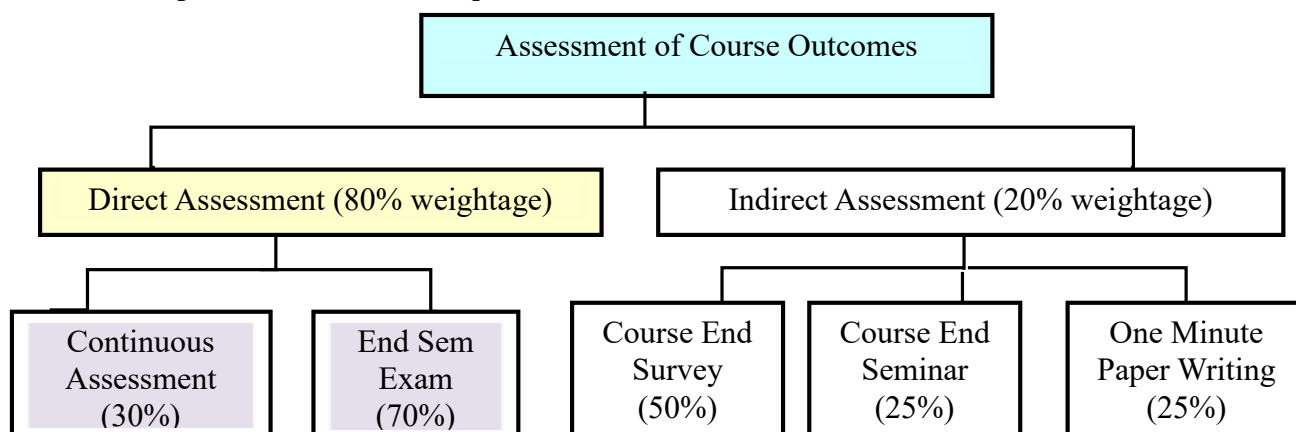 Assessment of Course Outcomes
Direct Assessment (80% weightage)
Indirect Assessment (20% weightage)
Continuous
Assessment
(30%)
End Sem
Exam
(70%)
Course End
Survey
(50%)
Course End
Seminar
(25%)
One Minute
Paper Writing
(25%)